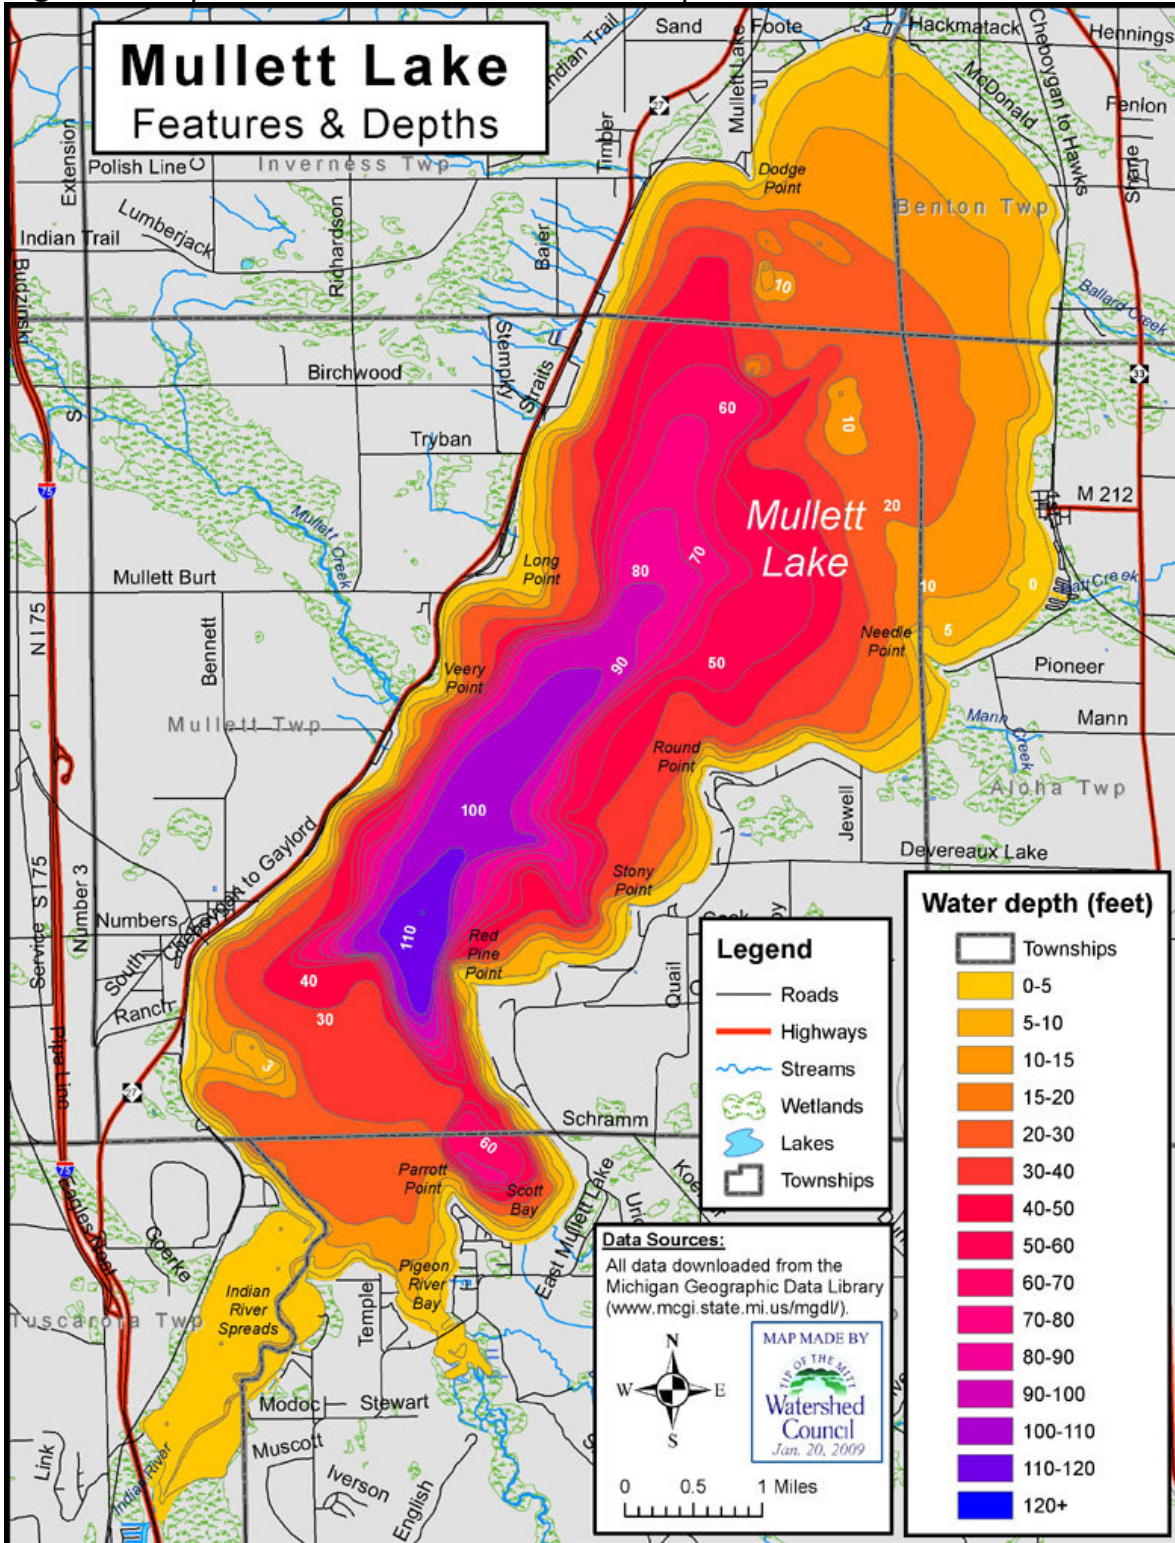 Mullett Lake
Features & Depths
Sand
Foote
Hackmatack
Hennings
Indian Trail
Mullett Lake
McDonald
Cheboygan to Hawks
Fenlon
27
Timber
Extension
Polish Line
Inverness Twp
Shane
Dodge
Point
Benton Twp
Lumberjack
Richardson
Indian Trail
Baier
Budzinski
10
Ballard Creek
Stempky
Straits
33
Birchwood
S
60
10
Tryban
75
M 212
Mullett Creek
20
Mullett
Lake
Long
Point
80
70
Mullett Burt
10
0
N I 75
Bennett
Needle
Point
5
90
50
Pioneer
Veery
Point
Mullett Twp
Mann
Mann Creek
Round
Point
Aloha Twp
100
Jewell
Devereaux Lake
Cheboygan to Gaylord
Stony
Point
Service S I 75
Number 3
Numbers
South
110
Red
Pine
Point
Quail
40
30
Ranch
Pipe Line
3
27
Schramm
75
60
Parrott
Point
Scott
Bay
East Mullett Lake
Eagles Nest
Goerke
Pigeon
River
Bay
Indian
River
Spreads
Temple
Tuscarora Twp
Modoc
Stewart
Muscott
Link
Indian River
Iverson
English
Legend
Roads
Highways
Streams
Wetlands
Lakes
Townships
Water depth (feet)
Townships
0-5
5-10
10-15
15-20
20-30
30-40
40-50
50-60
60-70
70-80
80-90
90-100
100-110
110-120
120+
Data Sources:
All data downloaded from the
Michigan Geographic Data Library
(www.mcgi.state.mi.us/mgdl/).
N
W
E
S
0 0.5 1 Miles
MAP MADE BY
TIP OF THE MITT
Watershed
Council
Jan. 20, 2009